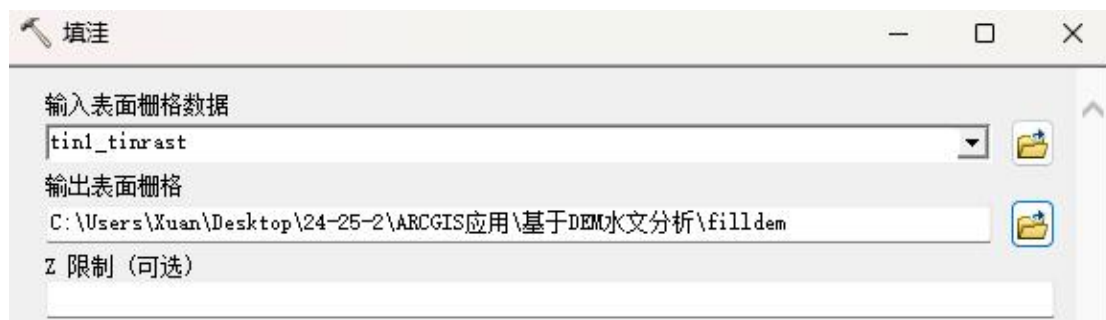 填洼
输入表面栅格数据
tin1_tinrast
输出表面栅格
C:\Users\Xuan\Desktop\24-25-2\ARCGIS应用\基于DEM水文分析\filldem
Z 限制 (可选)